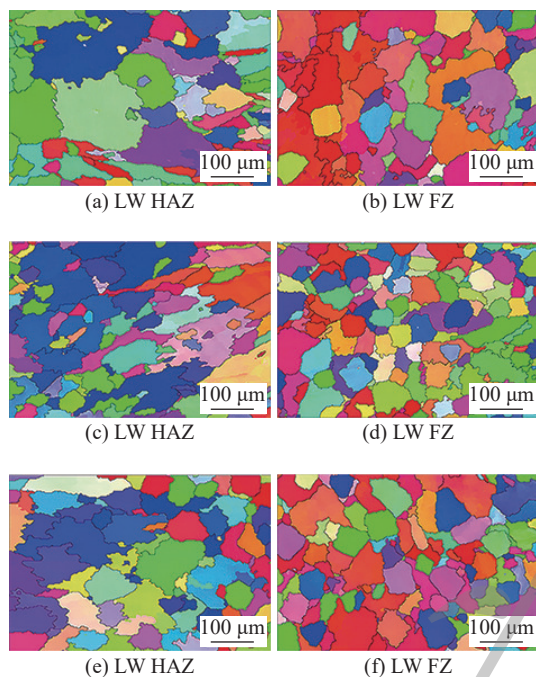 100 μm
100 μm
(a) LW HAZ
(b) LW FZ
100 μm
100 μm
(c) LW HAZ
(d) LW FZ
100 μm
100 μm
(e) LW HAZ
(f) LW FZ